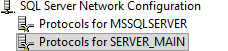 SQL Server Network Configuration
Protocols for MSSQLSERVER
Protocols for SERVER_MAIN